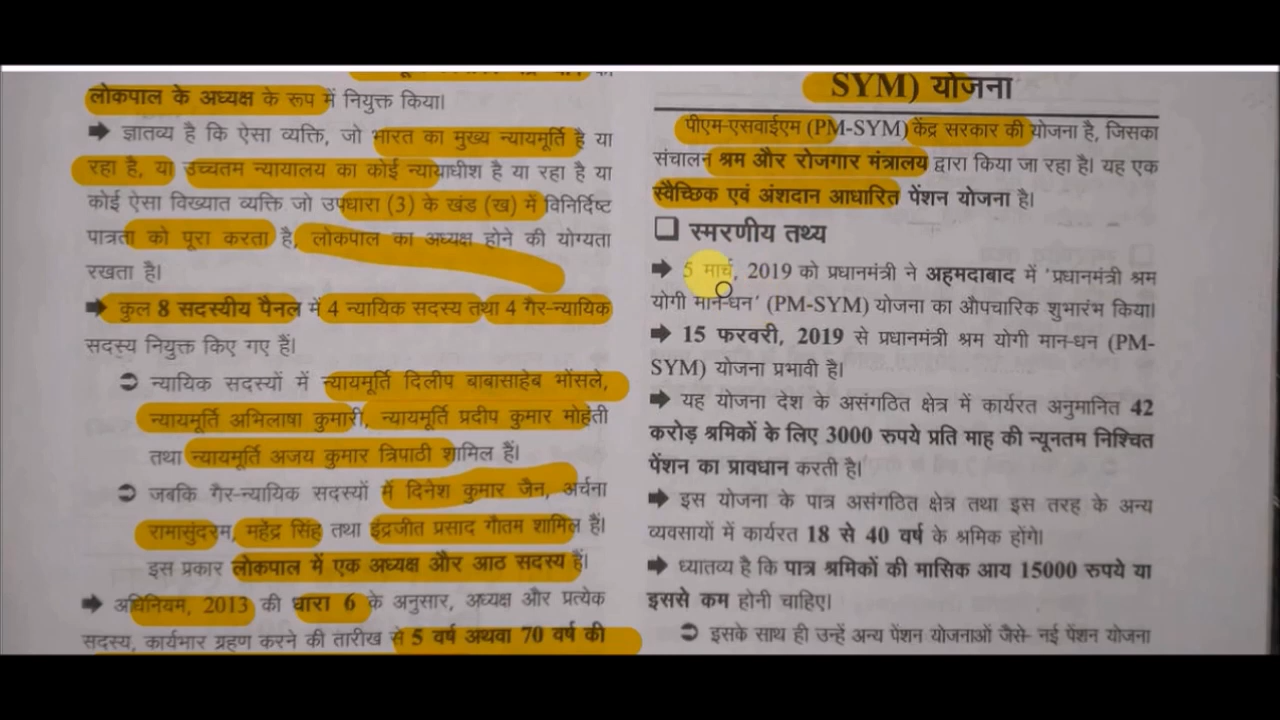 लोकपाल के अध्यक्ष के रूप में नियुक्त किया।
➡ ज्ञातव्य है कि ऐसा व्यक्ति, जो भारत का मुख्य न्यायमूर्ति है या
रहा है, या उच्चतम न्यायालय का कोई न्यायाधीश है या रहा है या
कोई ऐसा विख्यात व्यक्ति जो उपधारा (3) के खंड (ख) में विनिर्दिष्ट
पात्रता को पूरा करता है, लोकपाल का अध्यक्ष होने की योग्यता
रखता है।
➡ कुल 8 सदस्यीय पैनल में 4 न्यायिक सदस्य तथा 4 गैर-न्यायिक
सदस्य नियुक्त किए गए हैं।
➲ न्यायिक सदस्यों में न्यायमूर्ति दिलीप बाबासाहेब भोंसले,
न्यायमूर्ति अभिलाषा कुमारी, न्यायमूर्ति प्रदीप कुमार मोहंती
तथा न्यायमूर्ति अजय कुमार त्रिपाठी शामिल हैं।
➲ जबकि गैर-न्यायिक सदस्यों में दिनेश कुमार जैन, अर्चना
रामासुंदरम, महेंद्र सिंह तथा इंद्रजीत प्रसाद गौतम शामिल हैं।
इस प्रकार लोकपाल में एक अध्यक्ष और आठ सदस्य हैं।
➡ अधिनियम, 2013 की धारा 6 के अनुसार, अध्यक्ष और प्रत्येक
सदस्य, कार्यभार ग्रहण करने की तारीख से 5 वर्ष अथवा 70 वर्ष की
SYM) योजना
पीएम-एसवाईएम (PM-SYM) केंद्र सरकार की योजना है, जिसका
संचालन श्रम और रोजगार मंत्रालय द्वारा किया जा रहा है। यह एक
स्वैच्छिक एवं अंशदान आधारित पेंशन योजना है।
❑ स्मरणीय तथ्य
➡ 5 मार्च, 2019 को प्रधानमंत्री ने अहमदाबाद में 'प्रधानमंत्री श्रम
योगी मान-धन' (PM-SYM) योजना का औपचारिक शुभारंभ किया।
➡ 15 फरवरी, 2019 से प्रधानमंत्री श्रम योगी मान-धन (PM-
SYM) योजना प्रभावी है।
➡ यह योजना देश के असंगठित क्षेत्र में कार्यरत अनुमानित 42
करोड़ श्रमिकों के लिए 3000 रुपये प्रति माह की न्यूनतम निश्चित
पेंशन का प्रावधान करती है।
➡ इस योजना के पात्र असंगठित क्षेत्र तथा इस तरह के अन्य
व्यवसायों में कार्यरत 18 से 40 वर्ष के श्रमिक होंगे।
➡ ध्यातव्य है कि पात्र श्रमिकों की मासिक आय 15000 रुपये या
इससे कम होनी चाहिए।
➲ इसके साथ ही उन्हें अन्य पेंशन योजनाओं जैसे- नई पेंशन योजना